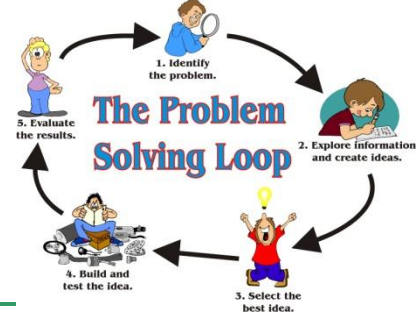 The Problem
Solving Loop
1. Identify
the problem.
2. Explore information
and create ideas.
3. Select the
best idea.
4. Build and
test the idea.
5. Evaluate
the results.